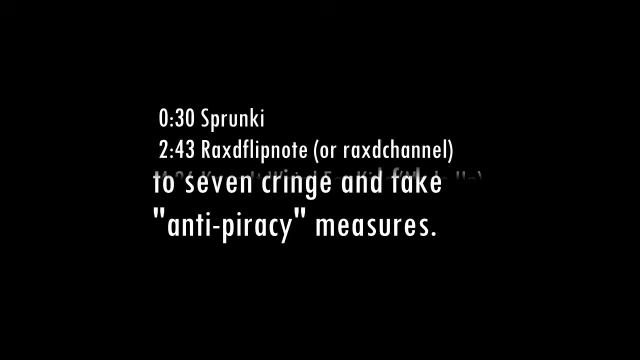 0:30 Sprunki
2:43 Raxdflipnote (or raxdchannel)
to seven cringe and fake
"anti-piracy" measures.